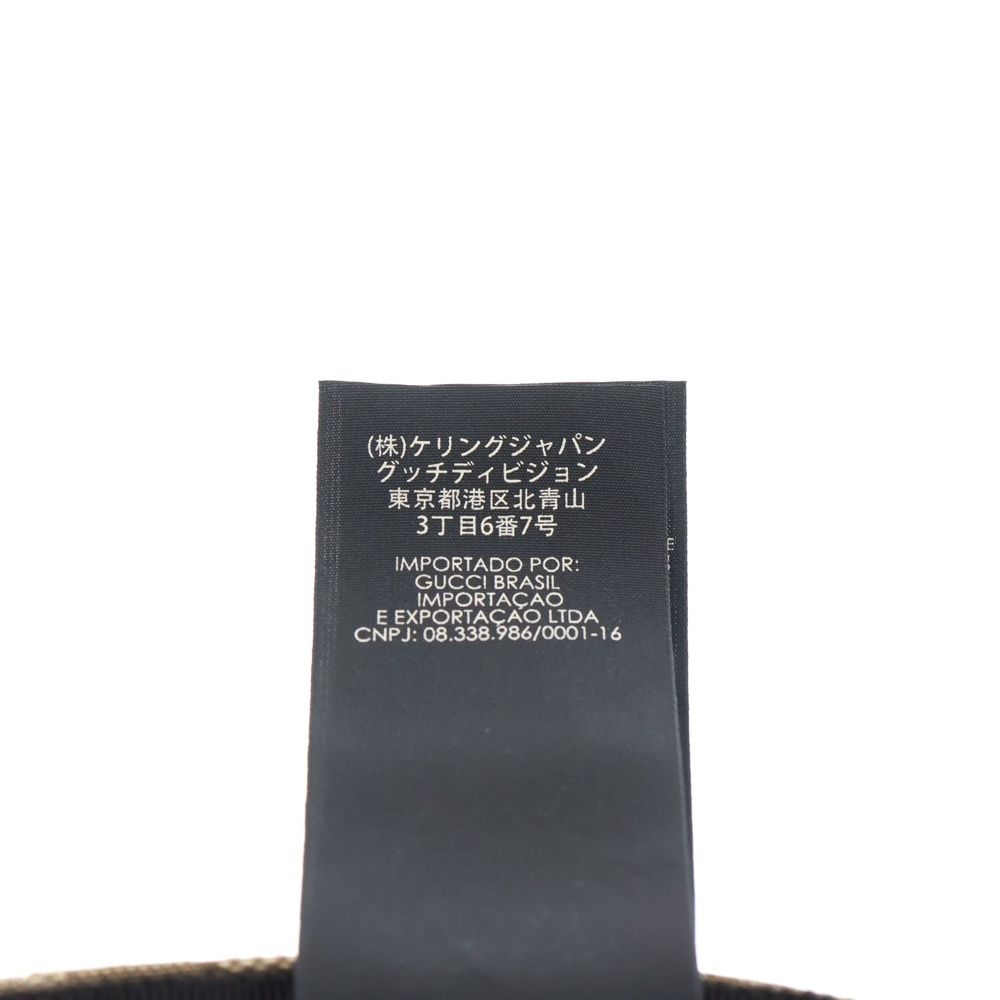 (株)ケリングジャパン
グッチディビジョン
東京都港区北青山
3丁目6番7号
IMPORTADO POR:
GUCCI BRASIL
IMPORTAÇAO
E EXPORTAÇAO LTDA
CNPJ: 08.338.986/0001-16